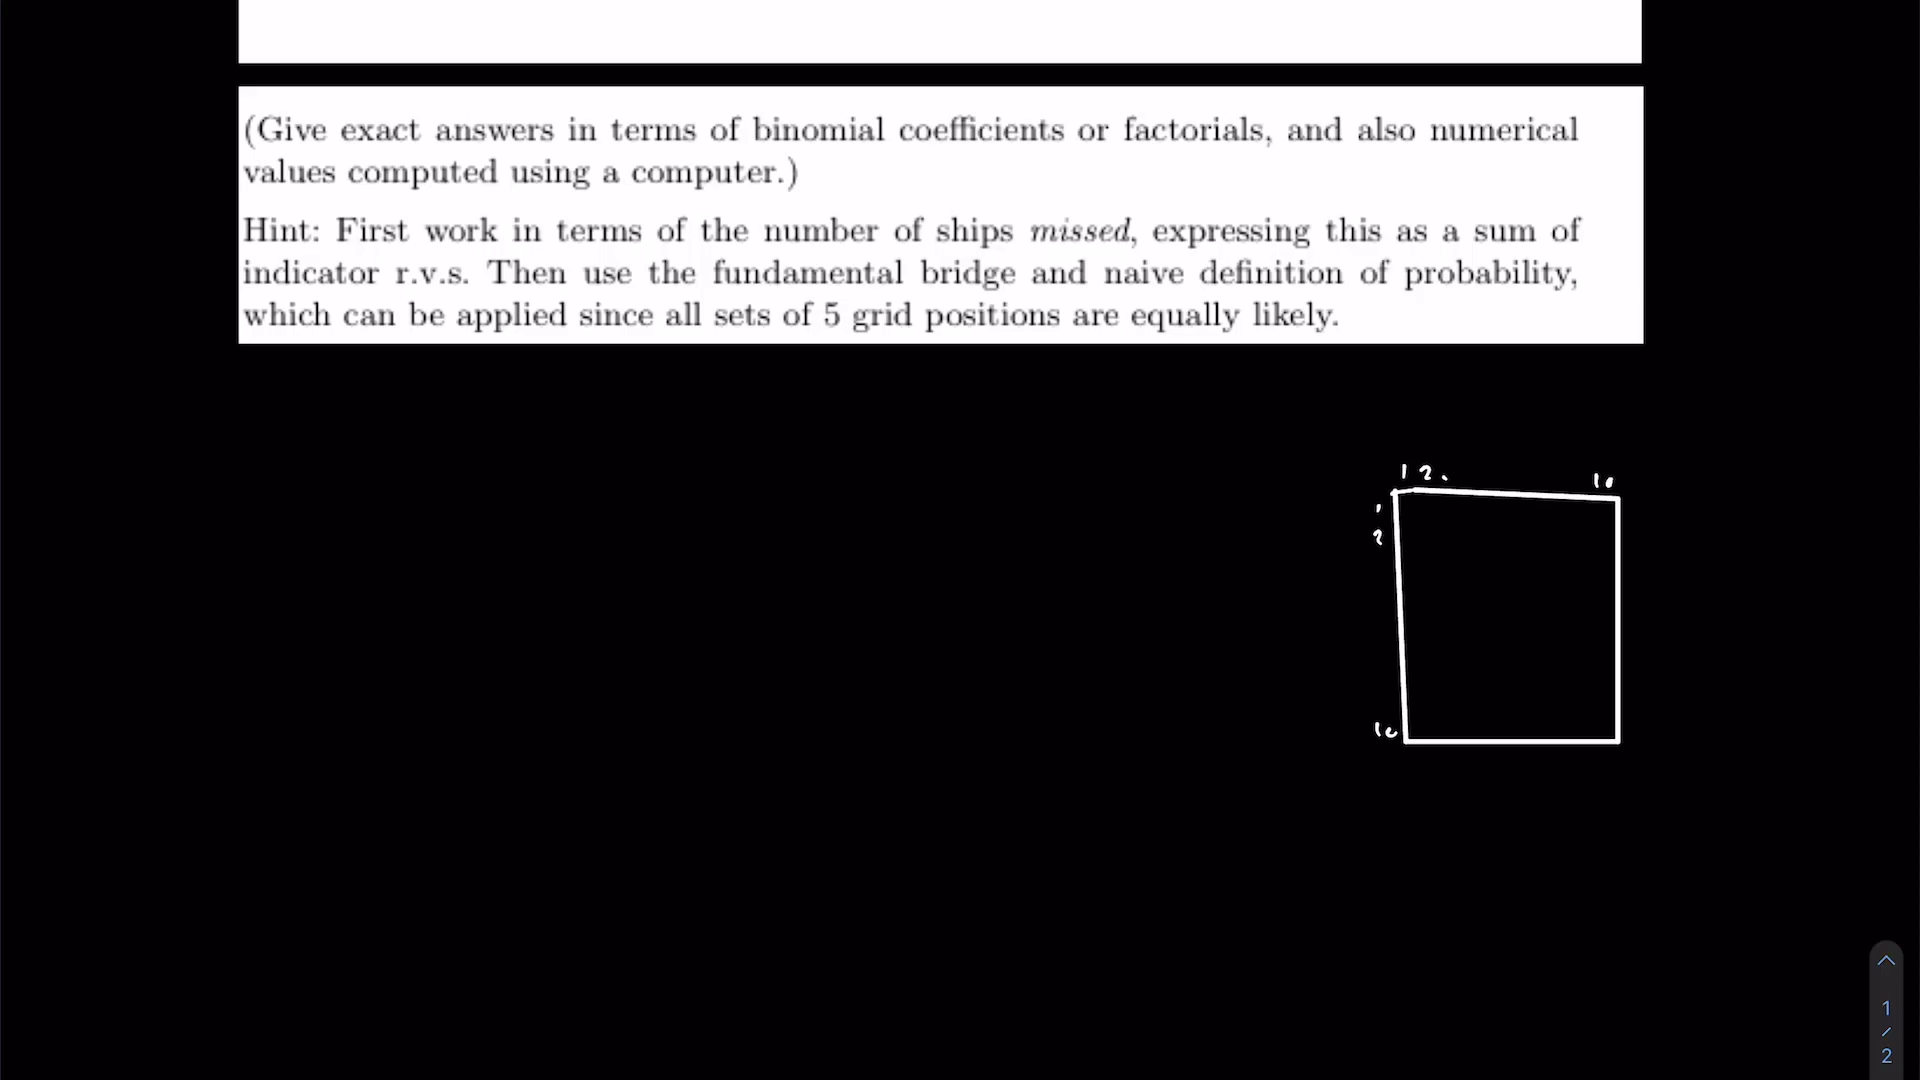 (Give exact answers in terms of binomial coefficients or factorials, and also numerical
values computed using a computer.)
Hint: First work in terms of the number of ships missed, expressing this as a sum of
indicator r.v.s. Then use the fundamental bridge and naive definition of probability,
which can be applied since all sets of 5 grid positions are equally likely.
1 2 .
10
1
2
10
1
/
2